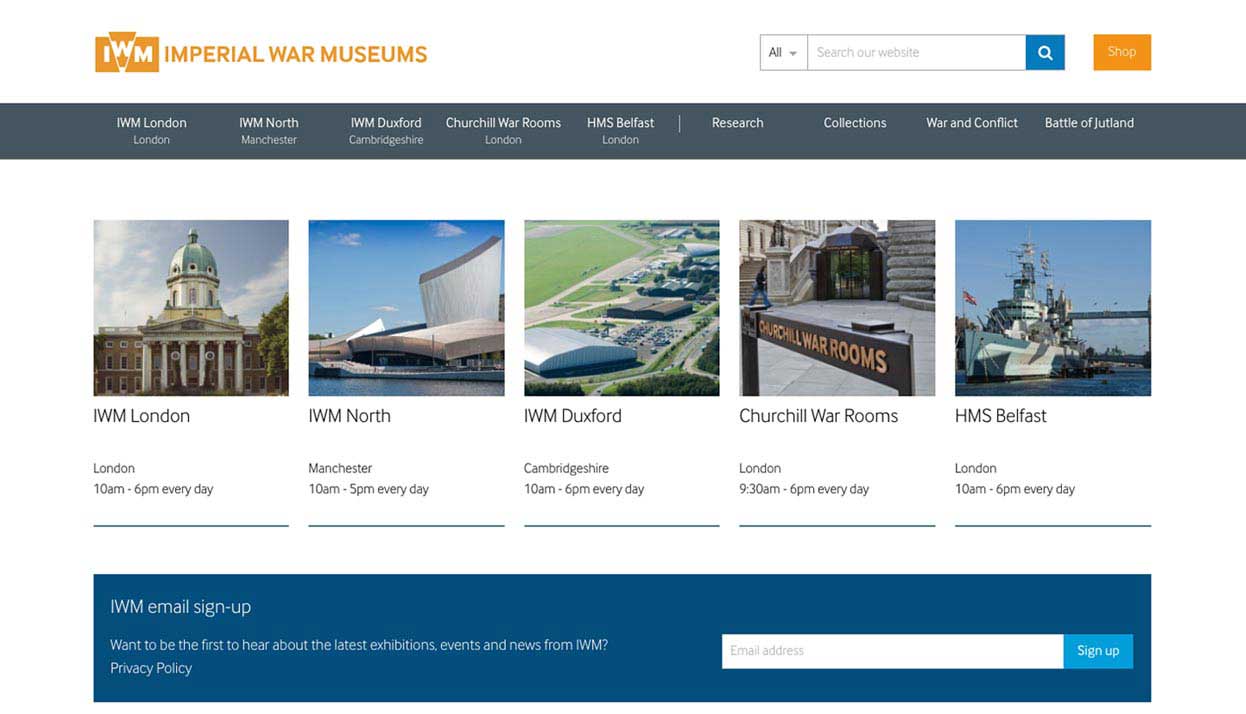 IWM IMPERIAL WAR MUSEUMS
All
Search our website
Shop
IWM London
London
IWM North
Manchester
IWM Duxford
Cambridgeshire
Churchill War Rooms
London
HMS Belfast
London
Research
Collections
War and Conflict
Battle of Jutland
CHURCHILL WAR ROOMS
IWM London
London
10am - 6pm every day
IWM North
Manchester
10am - 5pm every day
IWM Duxford
Cambridgeshire
10am - 6pm every day
Churchill War Rooms
London
9:30am - 6pm every day
HMS Belfast
London
10am - 6pm every day
IWM email sign-up
Want to be the first to hear about the latest exhibitions, events and news from IWM?
Privacy Policy
Email address
Sign up